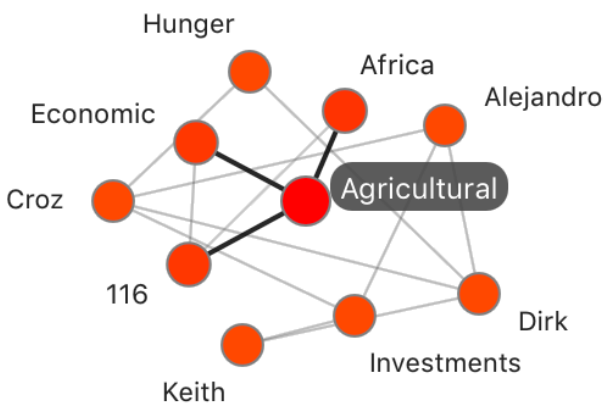 Hunger
Africa
Alejandro
Economic
Agricultural
Croz
116
Dirk
Investments
Keith